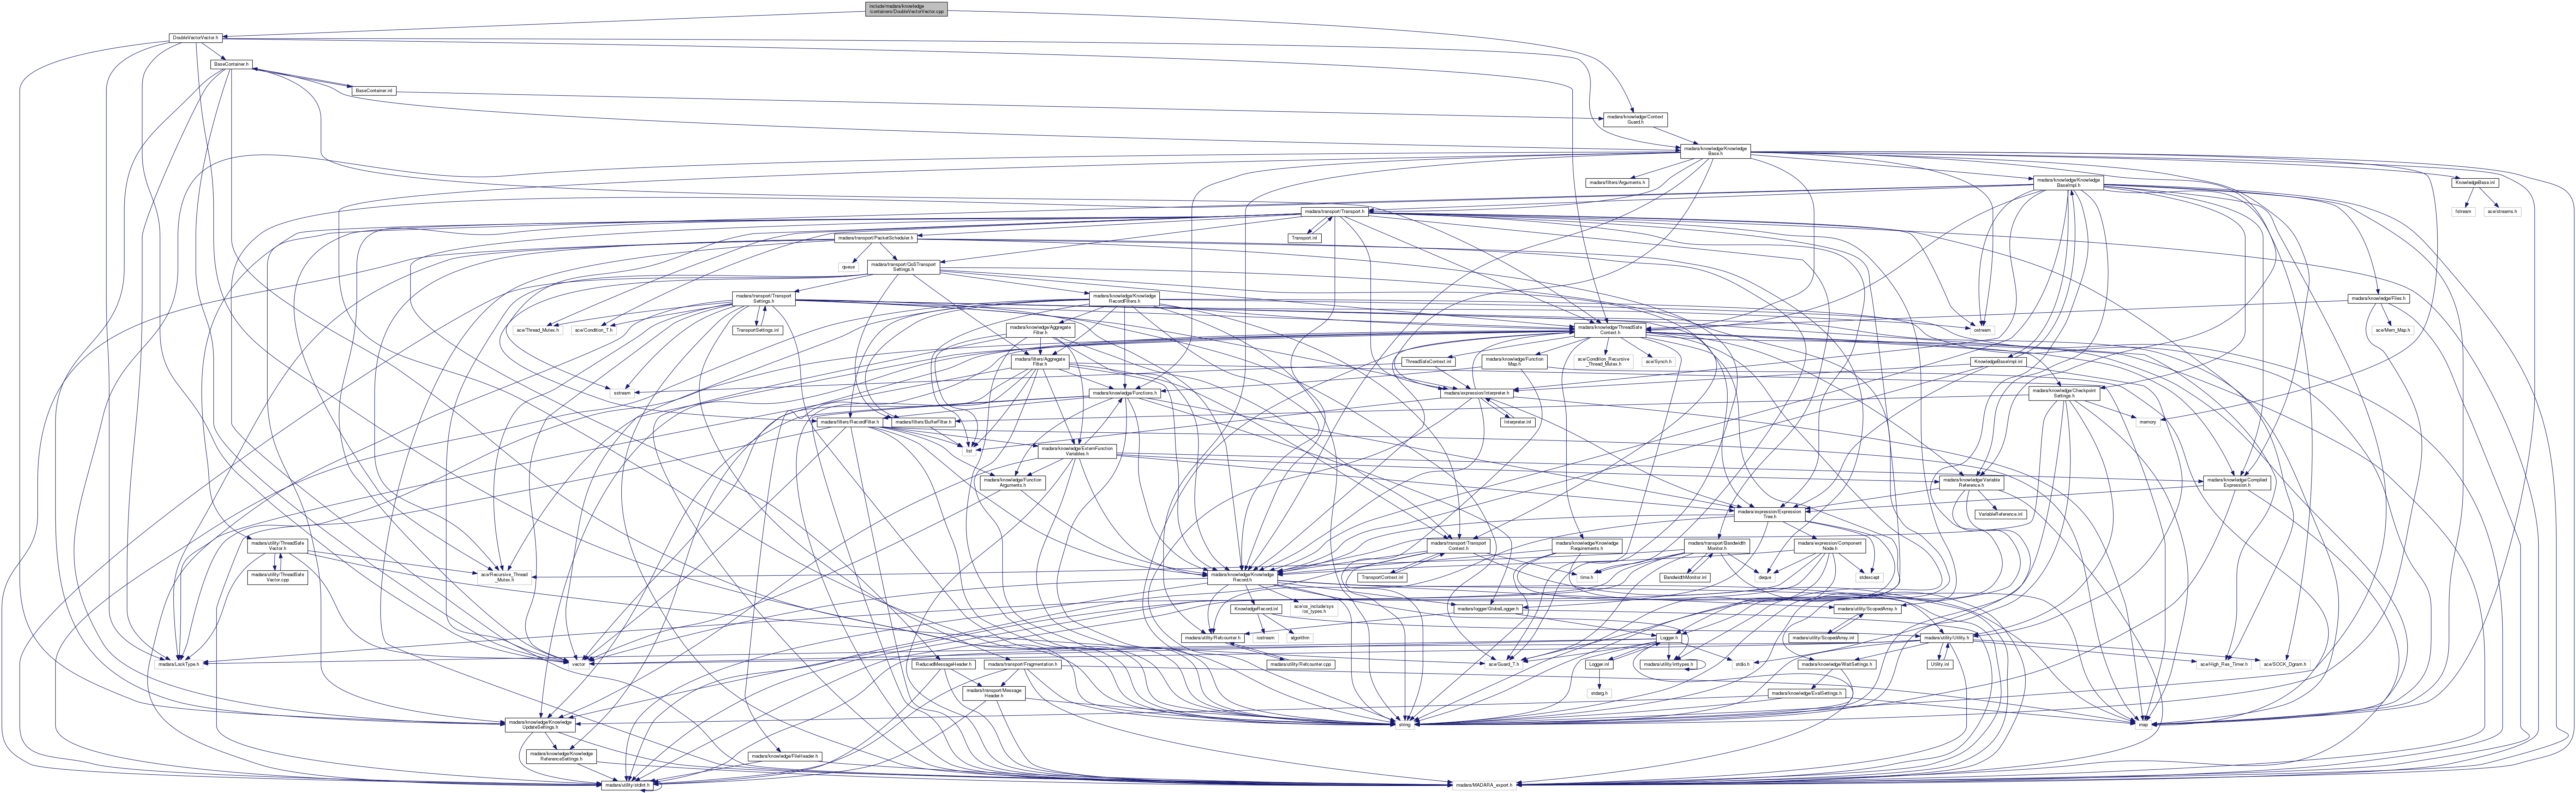 include/madara/knowledge
/containers/DoubleVectorVector.cpp
DoubleVectorVector.h
BaseContainer.h
BaseContainer.inl
madara/knowledge/Context
Guard.h
madara/knowledge/Knowledge
Base.h
madara/filters/Arguments.h
madara/knowledge/Knowledge
BaseImpl.h
KnowledgeBase.inl
madara/transport/Transport.h
fstream
ace/streams.h
Transport.inl
madara/transport/PacketScheduler.h
queue
madara/transport/QoSTransport
Settings.h
madara/transport/Transport
Settings.h
madara/knowledge/Knowledge
RecordFilters.h
madara/knowledge/Files.h
ace/Thread_Mutex.h
ace/Condition_T.h
TransportSettings.inl
madara/knowledge/Aggregate
Filter.h
madara/knowledge/ThreadSafe
Context.h
ostream
ace/Mem_Map.h
madara/filters/Aggregate
Filter.h
ThreadSafeContext.inl
madara/knowledge/Function
Map.h
ace/Condition_Recursive
_Thread_Mutex.h
ace/Synch.h
KnowledgeBaseImpl.inl
sstream
madara/knowledge/Functions.h
madara/expression/Interpreter.h
madara/knowledge/Checkpoint
Settings.h
madara/filters/RecordFilter.h
madara/filters/BufferFilter.h
Interpreter.inl
memory
list
madara/knowledge/ExternFunction
Variables.h
madara/knowledge/Function
Arguments.h
madara/knowledge/Variable
Reference.h
madara/knowledge/Compiled
Expression.h
madara/expression/Expression
Tree.h
VariableReference.inl
madara/utility/ThreadSafe
Vector.h
madara/transport/Transport
Context.h
madara/knowledge/Knowledge
Requirements.h
madara/transport/Bandwidth
Monitor.h
madara/expression/Component
Node.h
madara/utility/ThreadSafe
Vector.cpp
ace/Recursive_Thread
_Mutex.h
madara/knowledge/Knowledge
Record.h
TransportContext.inl
time.h
BandwidthMonitor.inl
deque
stdexcept
KnowledgeRecord.inl
ace/os_include/sys
/os_types.h
madara/logger/GlobalLogger.h
madara/utility/ScopedArray.h
madara/utility/Refcounter.h
iostream
algorithm
Logger.h
madara/utility/ScopedArray.inl
madara/utility/Utility.h
madara/LockType.h
vector
ReducedMessageHeader.h
madara/transport/Fragmentation.h
madara/utility/Refcounter.cpp
ace/Guard_T.h
Logger.inl
madara/utility/inttypes.h
stdio.h
madara/knowledge/WaitSettings.h
Utility.inl
ace/High_Res_Timer.h
ace/SOCK_Dgram.h
madara/transport/Message
Header.h
stdarg.h
madara/knowledge/EvalSettings.h
madara/knowledge/Knowledge
UpdateSettings.h
string
map
madara/knowledge/Knowledge
ReferenceSettings.h
madara/knowledge/FileHeader.h
madara/utility/stdint.h
madara/MADARA_export.h